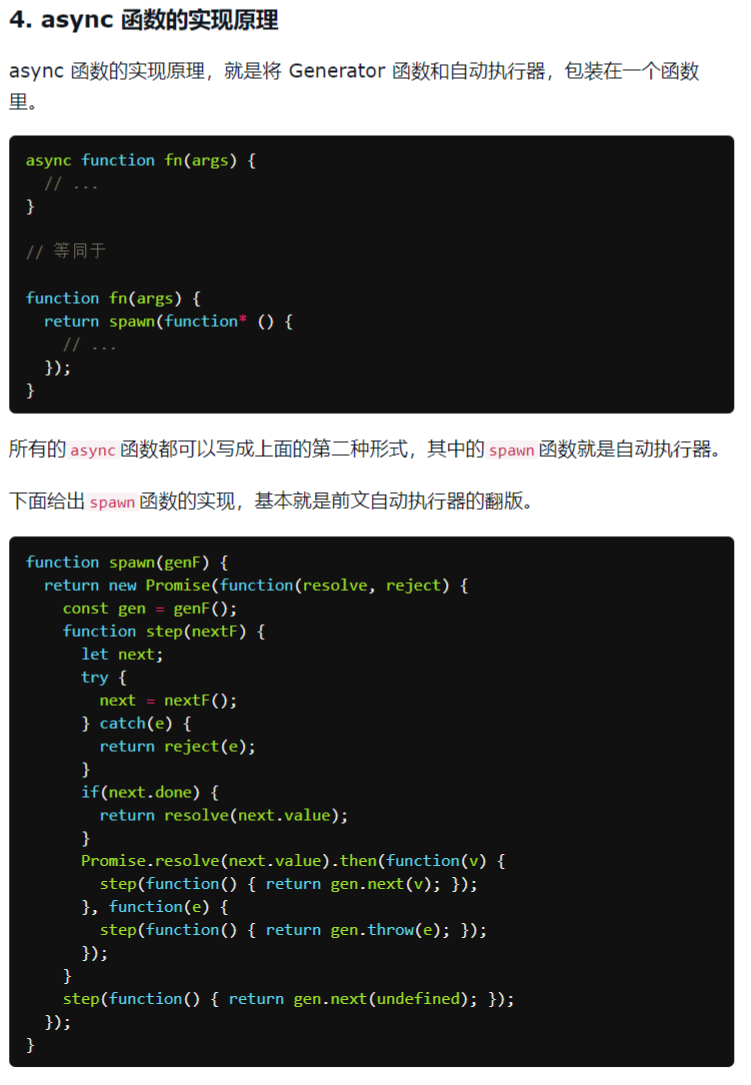 4. async 函数的实现原理
async 函数的实现原理，就是将 Generator 函数和自动执行器，包装在一个函数
里。
async function fn(args) {
  // ...
}
// 等同于
function fn(args) {
  return spawn(function* () {
    // ...
  });
}
所有的 async 函数都可以写成上面的第二种形式，其中的 spawn 函数就是自动执行器。
下面给出 spawn 函数的实现，基本就是前文自动执行器的翻版。
function spawn(genF) {
  return new Promise(function(resolve, reject) {
    const gen = genF();
    function step(nextF) {
      let next;
      try {
        next = nextF();
      } catch(e) {
        return reject(e);
      }
      if(next.done) {
        return resolve(next.value);
      }
      Promise.resolve(next.value).then(function(v) {
        step(function() { return gen.next(v); });
      }, function(e) {
        step(function() { return gen.throw(e); });
      });
    }
    step(function() { return gen.next(undefined); });
  });
}